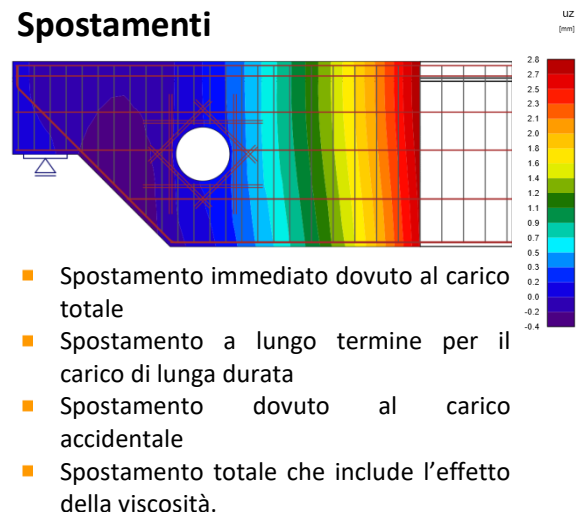 Spostamenti
uz
[mm]
2.8
2.7
2.5
2.3
2.1
2.0
1.8
1.6
1.4
1.2
1.1
0.9
0.7
0.5
0.3
0.2
0.0
-0.2
-0.4
Spostamento immediato dovuto al carico
totale
Spostamento a lungo termine per il
carico di lunga durata
Spostamento dovuto al carico
accidentale
Spostamento totale che include l’effetto
della viscosità.